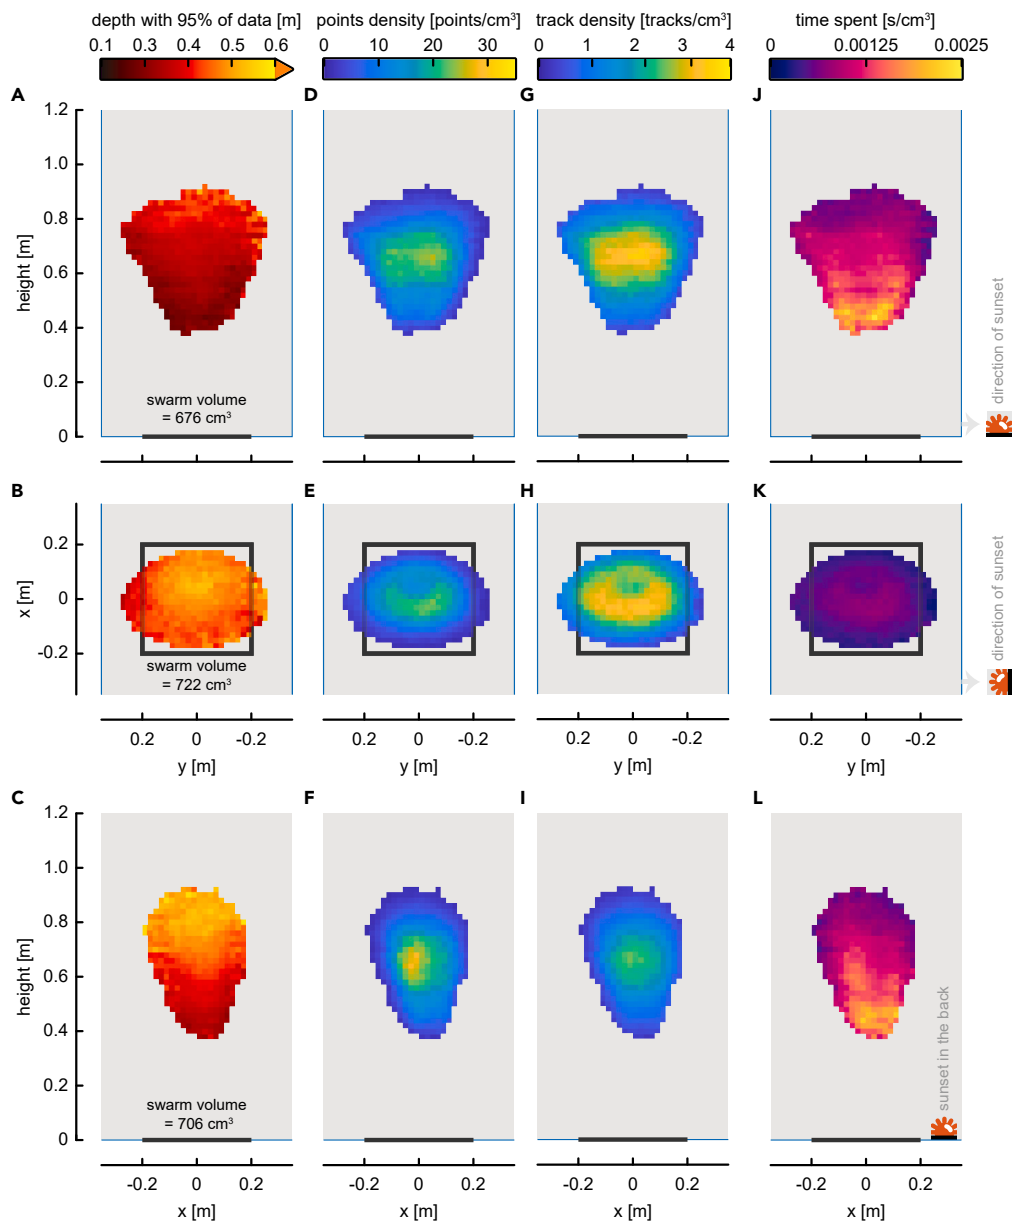 depth with 95% of data [m]
0.1 0.3 0.4 0.5 0.6
points density [points/cm³]
0 10 20 30
track density [tracks/cm³]
0 1 2 3 4
time spent [s/cm³]
0 0.00125 0.0025
A D G J
1.2
1.0
0.8
0.6
0.4
0.2
0
height [m]
swarm volume
= 676 cm³
direction of sunset
B E H K
0.2
0
-0.2
x [m]
swarm volume
= 722 cm³
direction of sunset
0.2 0 -0.2 0.2 0 -0.2 0.2 0 -0.2 0.2 0 -0.2
y [m] y [m] y [m] y [m]
C F I L
1.2
1.0
0.8
0.6
0.4
0.2
0
height [m]
swarm volume
= 706 cm³
sunset in the back
-0.2 0 0.2 -0.2 0 0.2 -0.2 0 0.2 -0.2 0 0.2
x [m] x [m] x [m] x [m]